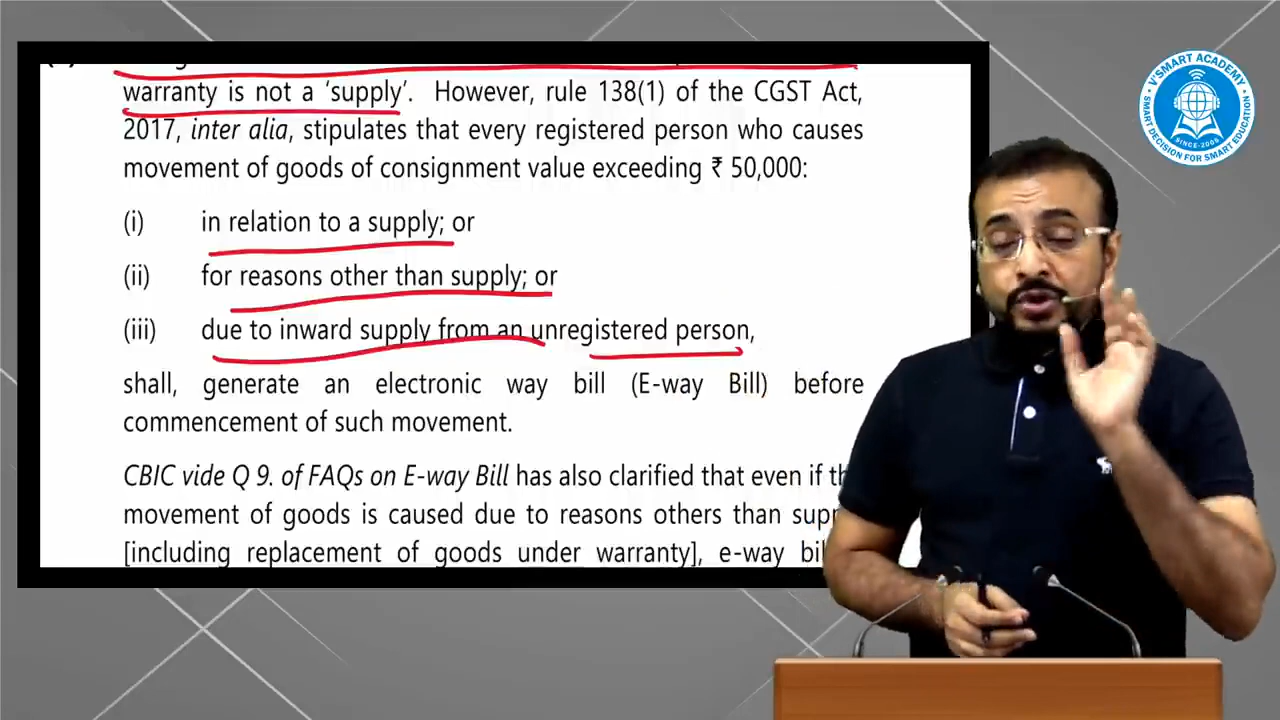 warranty is not a ‘supply’. However, rule 138(1) of the CGST Act,
2017, inter alia, stipulates that every registered person who causes
movement of goods of consignment value exceeding ₹ 50,000:
(i) in relation to a supply; or
(ii) for reasons other than supply; or
(iii) due to inward supply from an unregistered person,
shall, generate an electronic way bill (E-way Bill) before
commencement of such movement.
CBIC vide Q 9. of FAQs on E-way Bill has also clarified that even if
movement of goods is caused due to reasons others than
[including replacement of goods under warranty], e-way
V'SMART ACADEMY
SINCE-2005
SMART DECISION FOR SMART EDUCATION